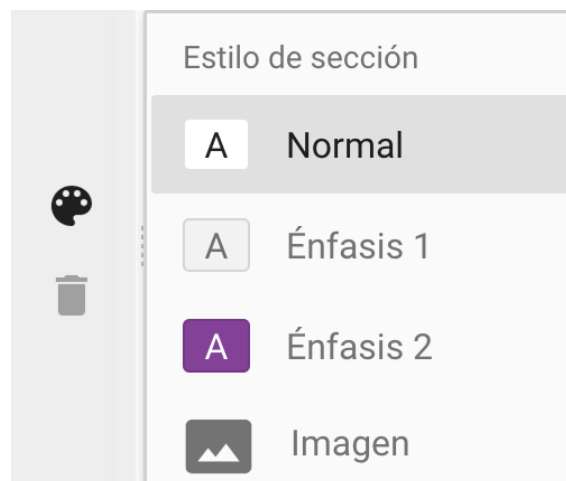 Estilo de sección
A Normal
A Énfasis 1
A Énfasis 2
Imagen